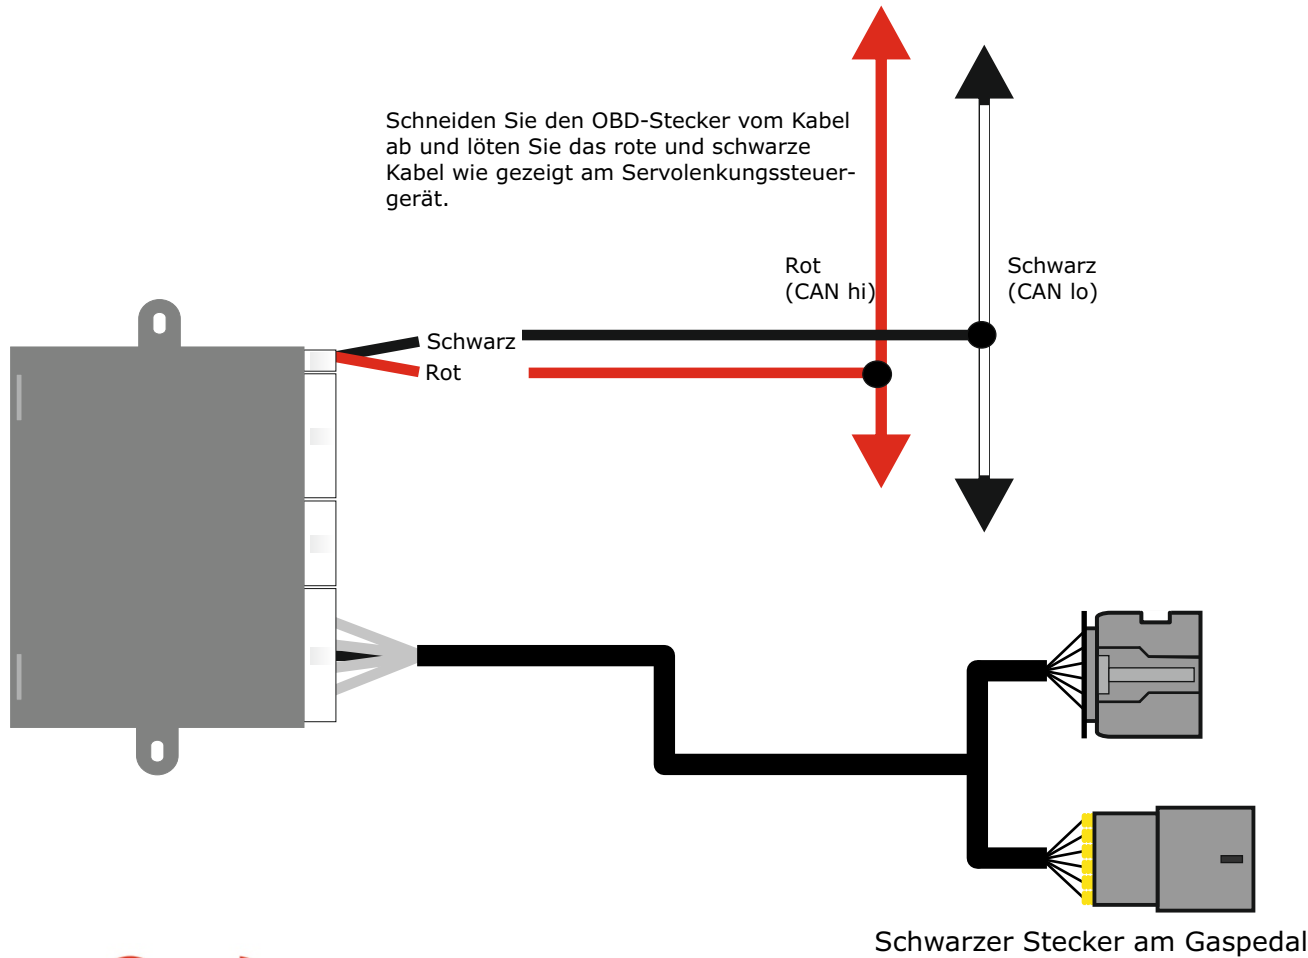 Schneiden Sie den OBD-Stecker vom Kabel
ab und löten Sie das rote und schwarze
Kabel wie gezeigt am Servolenkungssteuer-
gerät.
Rot
(CAN hi)
Schwarz
(CAN lo)
Schwarz
Rot
Schwarzer Stecker am Gaspedal